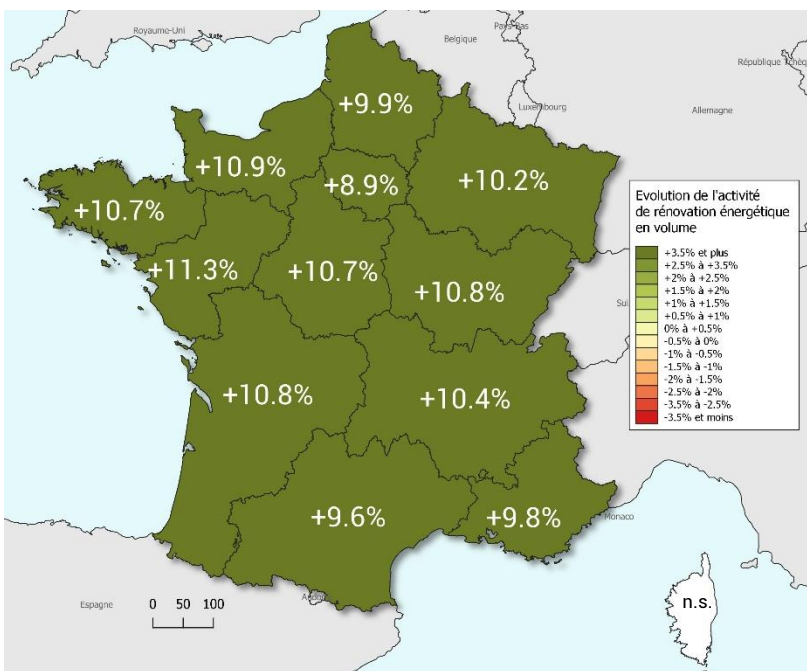 Royaume-Uni
Pays-Bas
Belgique
République Tchèq
Luxembourg
Allemagne
+9.9%
+10.9%
+8.9%
+10.2%
+10.7%
+11.3%
+10.7%
+10.8%
+10.8%
+10.4%
+9.6%
+9.8%
Evolution de l'activité
de rénovation énergétique
en volume
+3.5% et plus
+2.5% à +3.5%
+2% à +2.5%
+1.5% à +2%
+1% à +1.5%
+0.5% à +1%
0% à +0.5%
-0.5% à 0%
-1% à -0.5%
-1.5% à -1%
-2% à -1.5%
-2.5% à -2%
-3.5% à -2.5%
-3.5% et moins
Sui
Monaco
Espagne
0 50 100
n.s.